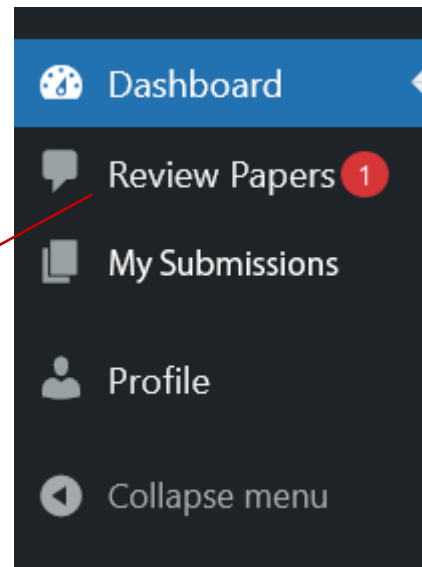 Dashboard
Review Papers 1
My Submissions
Profile
Collapse menu